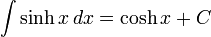 ∫ sinh x dx = cosh x + C